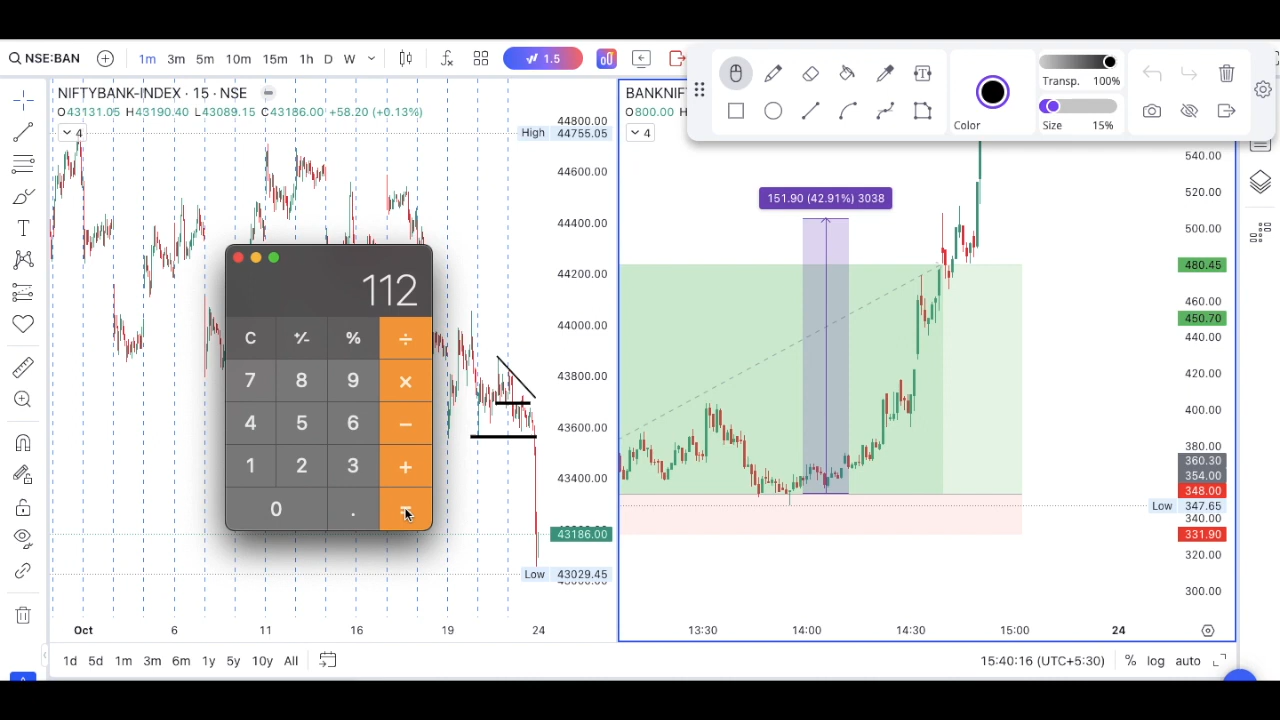 NSE:BAN
1m 3m 5m 10m 15m 1h D W
1.5
Transp. 100%
Color
Size 15%
NIFTYBANK-INDEX · 15 · NSE
O43131.05 H43190.40 L43089.15 C43186.00 +58.20 (+0.13%)
4
High 44755.05
44800.00
44600.00
44400.00
44200.00
44000.00
43800.00
43600.00
43400.00
43186.00
Low 43029.45
Oct 6 11 16 19 24
112
C +/- % ÷
7 8 9 ×
4 5 6 −
1 2 3 +
0 . =
BANKNIF
O800.00 H
4
151.90 (42.91%) 3038
540.00
520.00
500.00
480.45
460.00
450.70
440.00
420.00
400.00
380.00
360.30
354.00
348.00
Low 347.65
340.00
331.90
320.00
300.00
13:30 14:00 14:30 15:00 24
1d 5d 1m 3m 6m 1y 5y 10y All
15:40:16 (UTC+5:30) % log auto